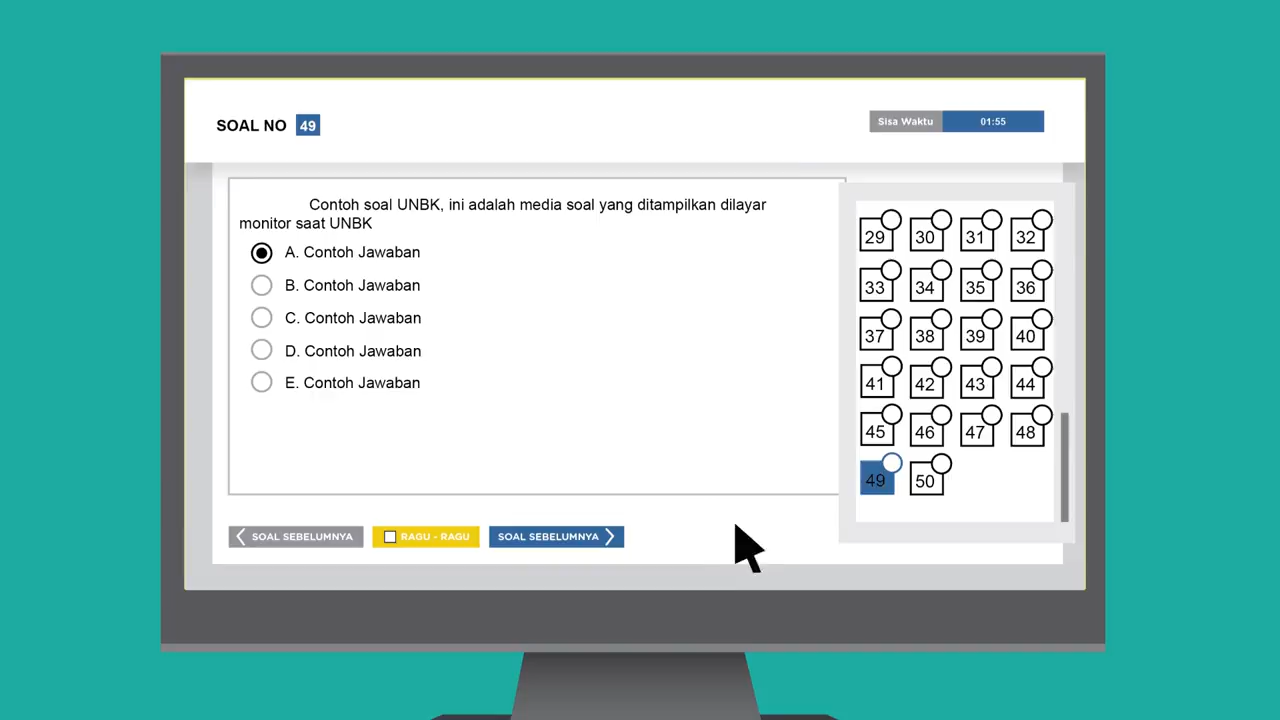 SOAL NO 49
Sisa Waktu 01:55
Contoh soal UNBK, ini adalah media soal yang ditampilkan dilayar
monitor saat UNBK
A. Contoh Jawaban
B. Contoh Jawaban
C. Contoh Jawaban
D. Contoh Jawaban
E. Contoh Jawaban
29 30 31 32
33 34 35 36
37 38 39 40
41 42 43 44
45 46 47 48
49 50
SOAL SEBELUMNYA
RAGU - RAGU
SOAL SEBELUMNYA